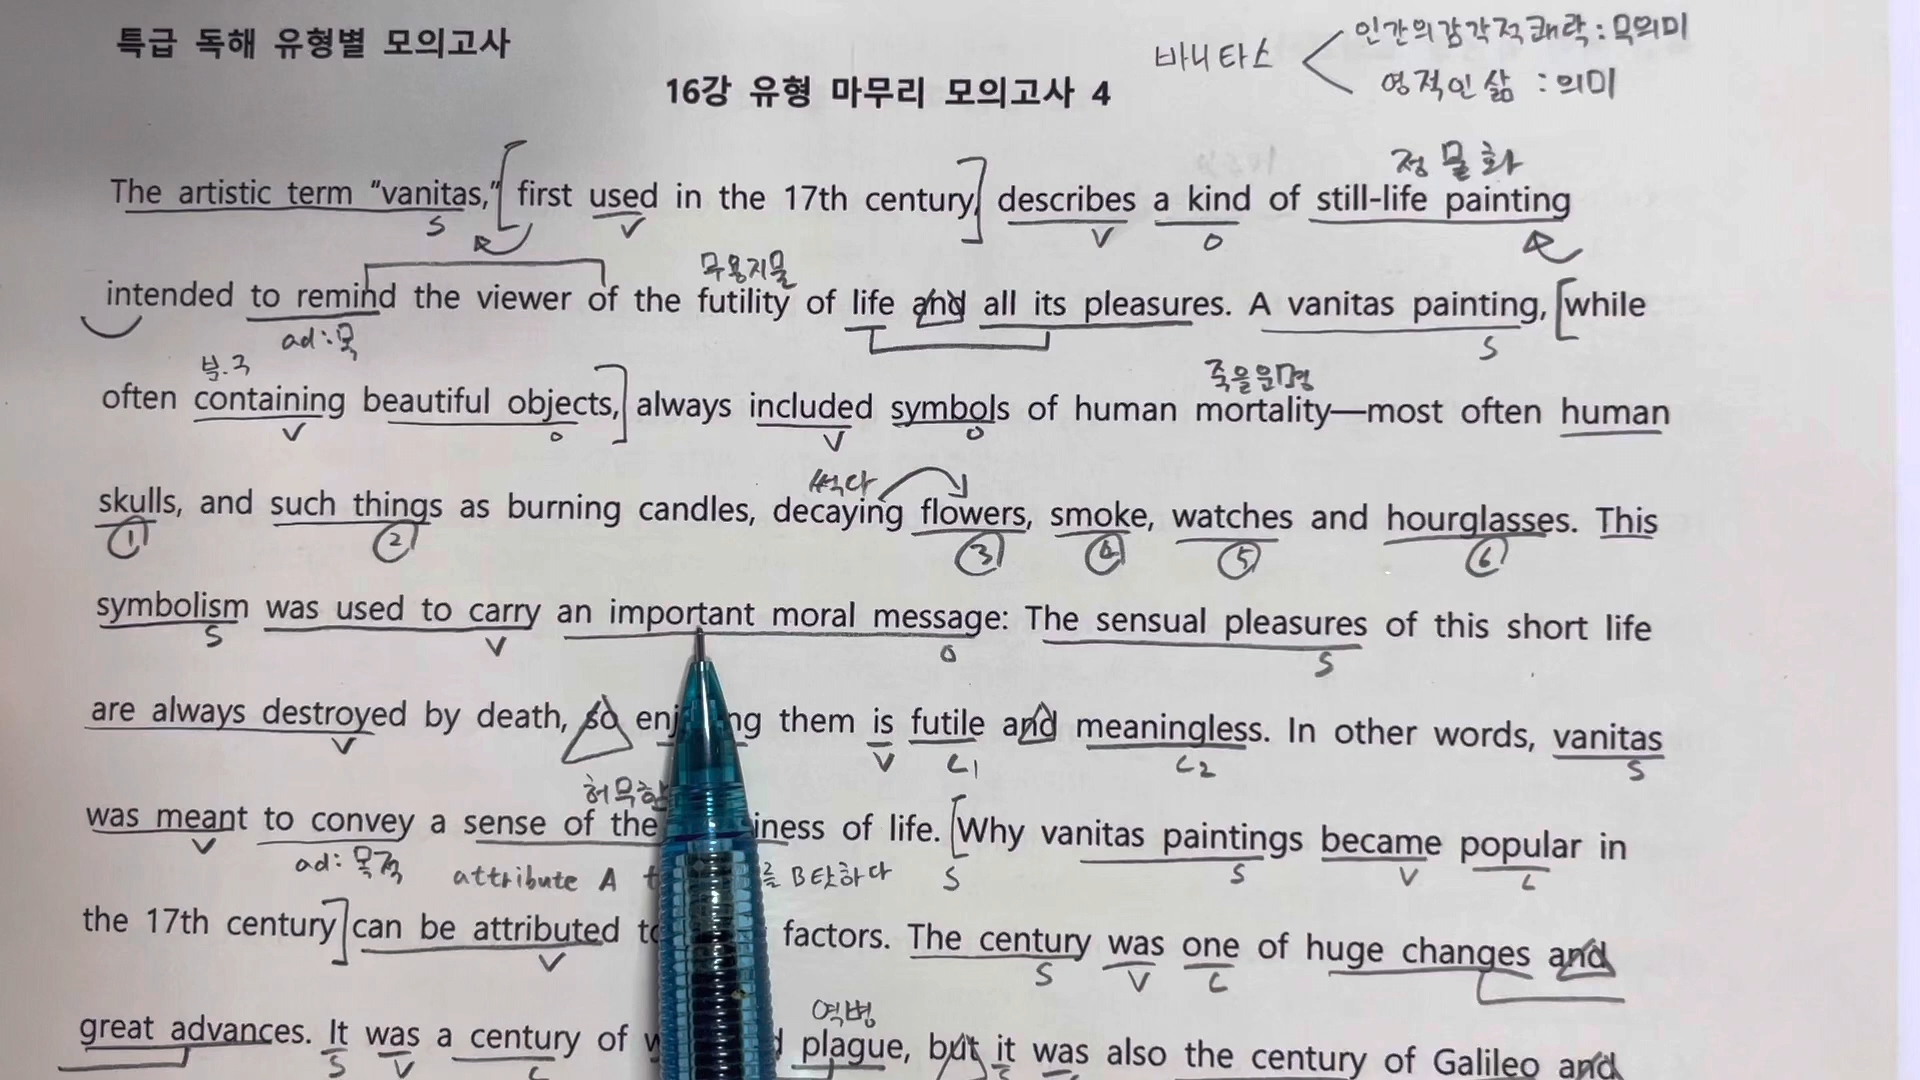 특급 독해 유형별 모의고사
바니타스 인간의감각적쾌락 : 무의미
영적인 삶 : 의미
16강 유형 마무리 모의고사 4
정물화
The artistic term "vanitas," [first used in the 17th century,] describes a kind of still-life painting
S V V O
무용지물
intended to remind the viewer of the futility of life and all its pleasures. A vanitas painting, [while
ad:목 S
분.구 죽을운명
often containing beautiful objects,] always included symbols of human mortality—most often human
V O V O
썩다
skulls, and such things as burning candles, decaying flowers, smoke, watches and hourglasses. This
① ② ③ ④ ⑤ ⑥
symbolism was used to carry an important moral message: The sensual pleasures of this short life
S V O S
are always destroyed by death, so them is futile and meaningless. In other words, vanitas
V V C1 C2 S
허무한
was meant to convey a sense of the of life. [Why vanitas paintings became popular in
V ad: 목적 attribute A B탓하다 S S V C
the 17th century] can be attributed factors. The century was one of huge changes and
V S V C
역병
great advances. It was a century of plague, but it was also the century of Galileo and
S V C